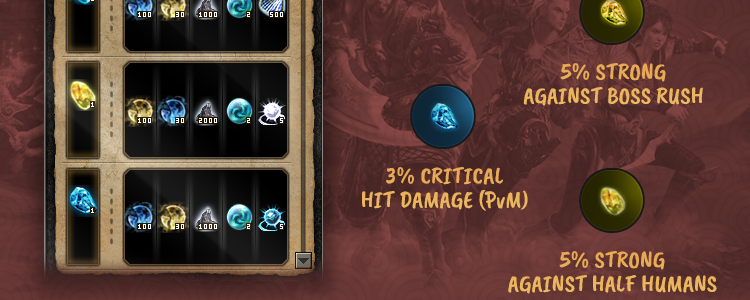 100 30 1000 2 500
1
100 30 2000 2 5
1
100 30 2000 2 5
5% STRONG
AGAINST BOSS RUSH
3% CRITICAL
HIT DAMAGE (PvM)
5% STRONG
AGAINST HALF HUMANS